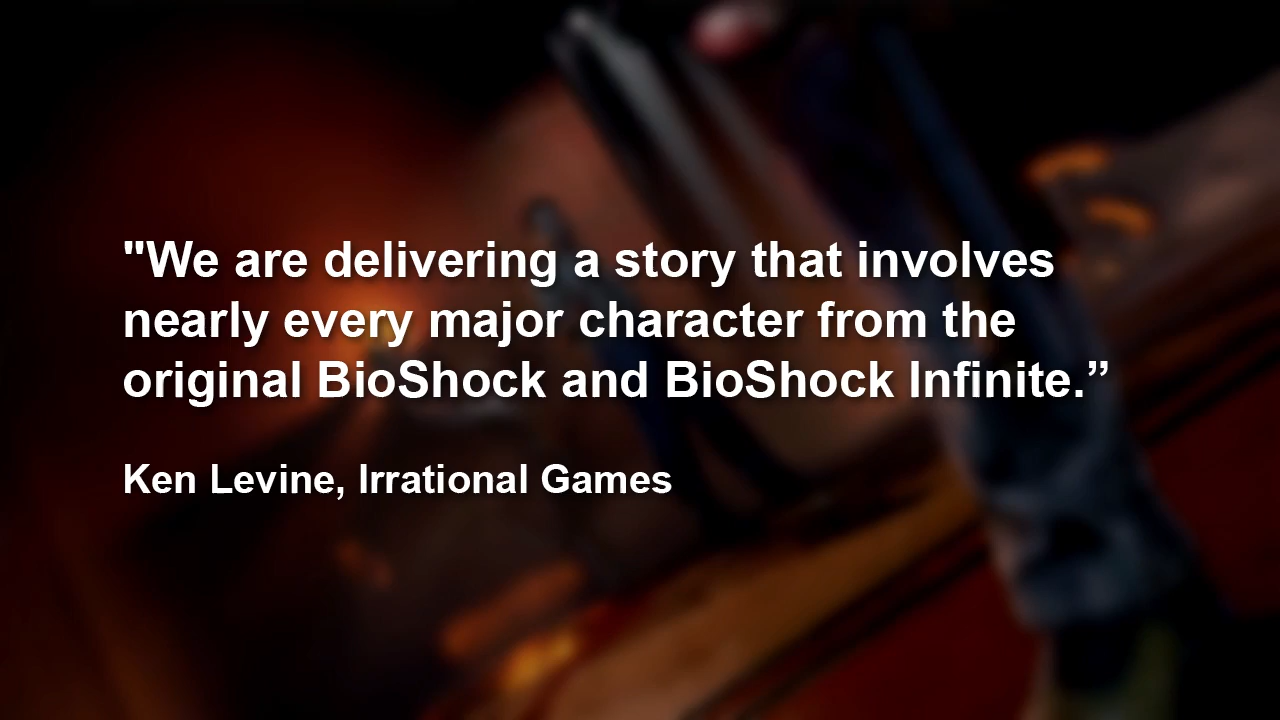 "We are delivering a story that involves
nearly every major character from the
original BioShock and BioShock Infinite.”
Ken Levine, Irrational Games